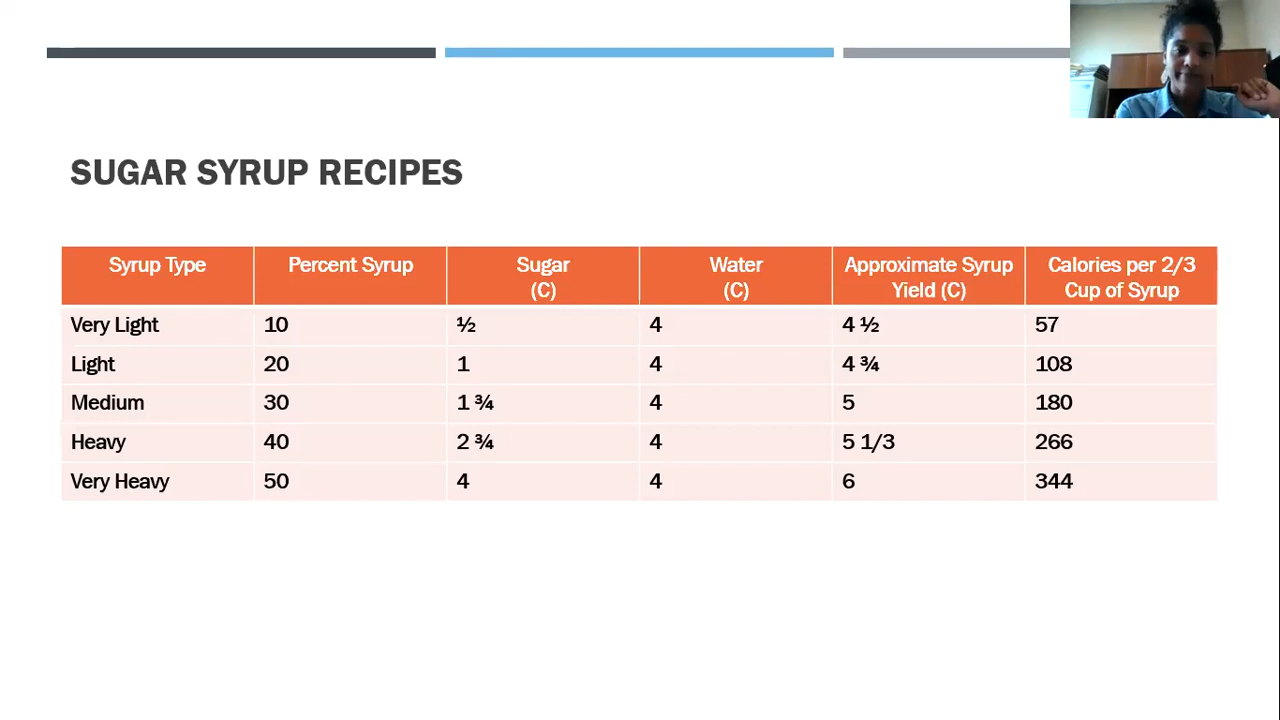 SUGAR SYRUP RECIPES
Syrup Type Percent Syrup Sugar (C) Water (C) Approximate Syrup Yield (C) Calories per 2/3 Cup of Syrup
Very Light 10 ½ 4 4 ½ 57
Light 20 1 4 4 ¾ 108
Medium 30 1 ¾ 4 5 180
Heavy 40 2 ¾ 4 5 1/3 266
Very Heavy 50 4 4 6 344